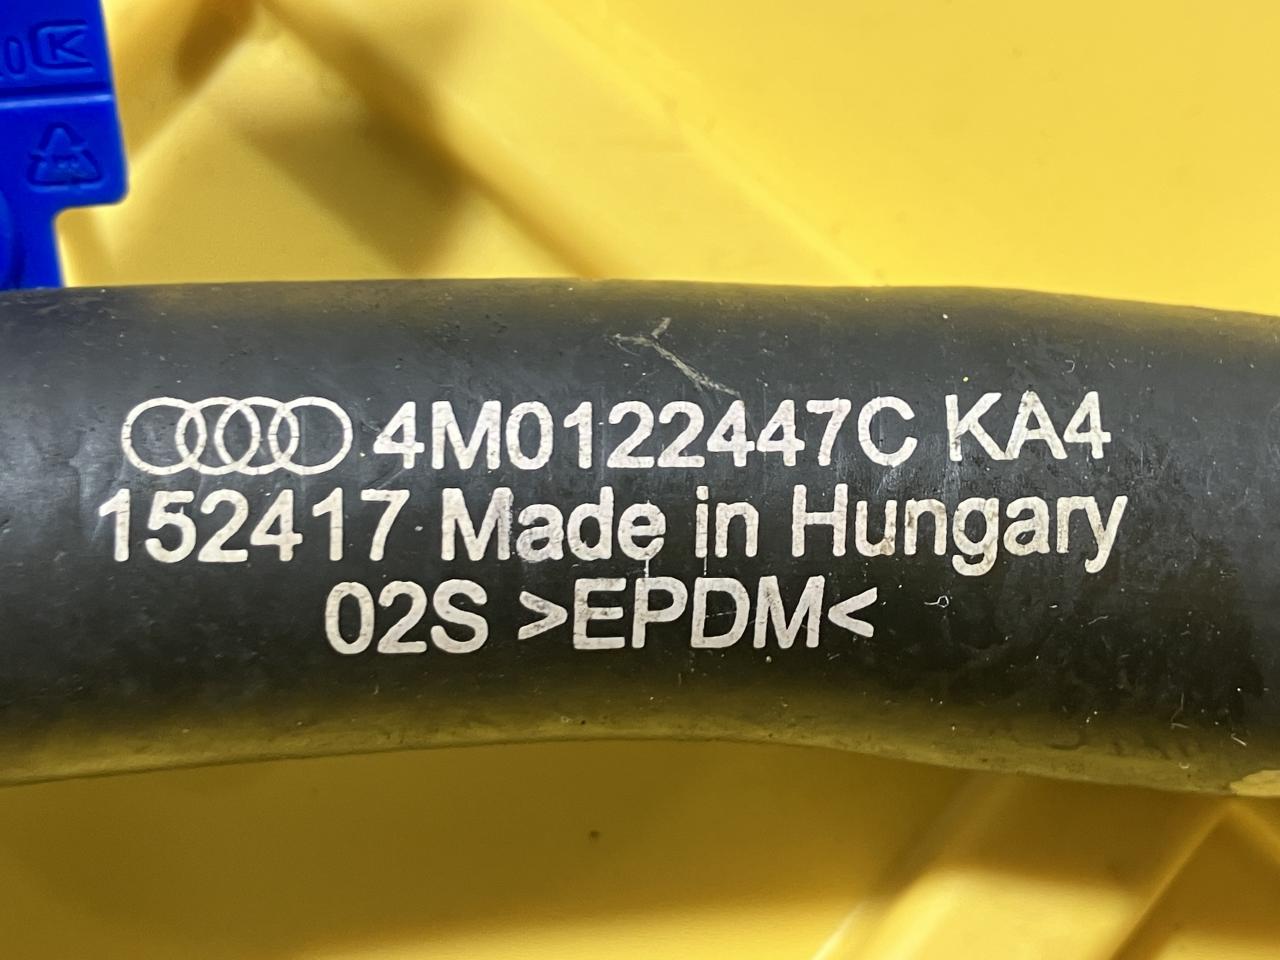 4M0122447C KA4
152417 Made in Hungary
02S >EPDM<